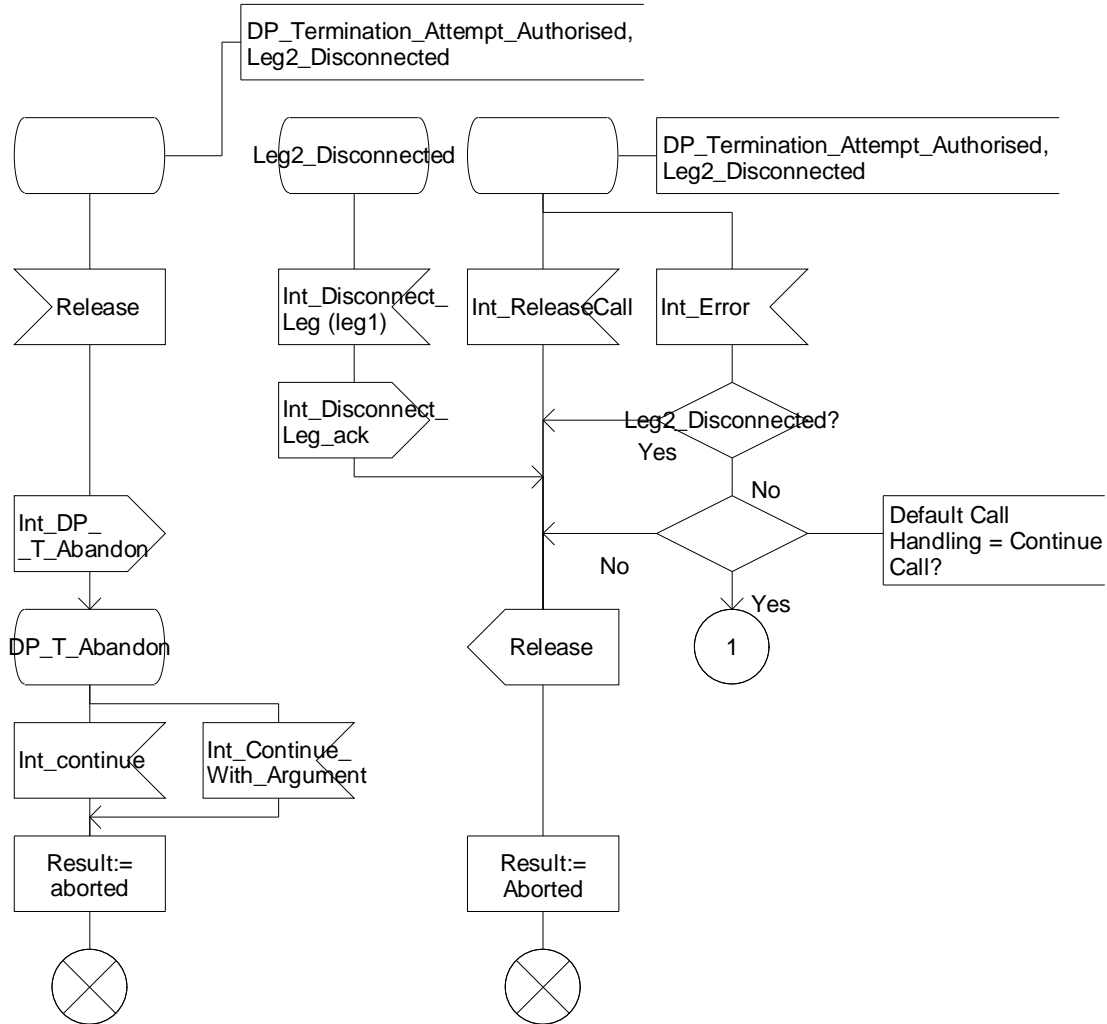 DP_Termination_Attempt_Authorised,
Leg2_Disconnected
Leg2_Disconnected
DP_Termination_Attempt_Authorised,
Leg2_Disconnected
Release
Int_Disconnect_
Leg (leg1)
Int_ReleaseCall
Int_Error
Int_Disconnect_
Leg_ack
Leg2_Disconnected?
Yes
No
Int_DP_
_T_Abandon
Default Call
Handling = Continue
Call?
No
Yes
DP_T_Abandon
Release
1
Int_continue
Int_Continue_
With_Argument
Result:=
aborted
Result:=
Aborted